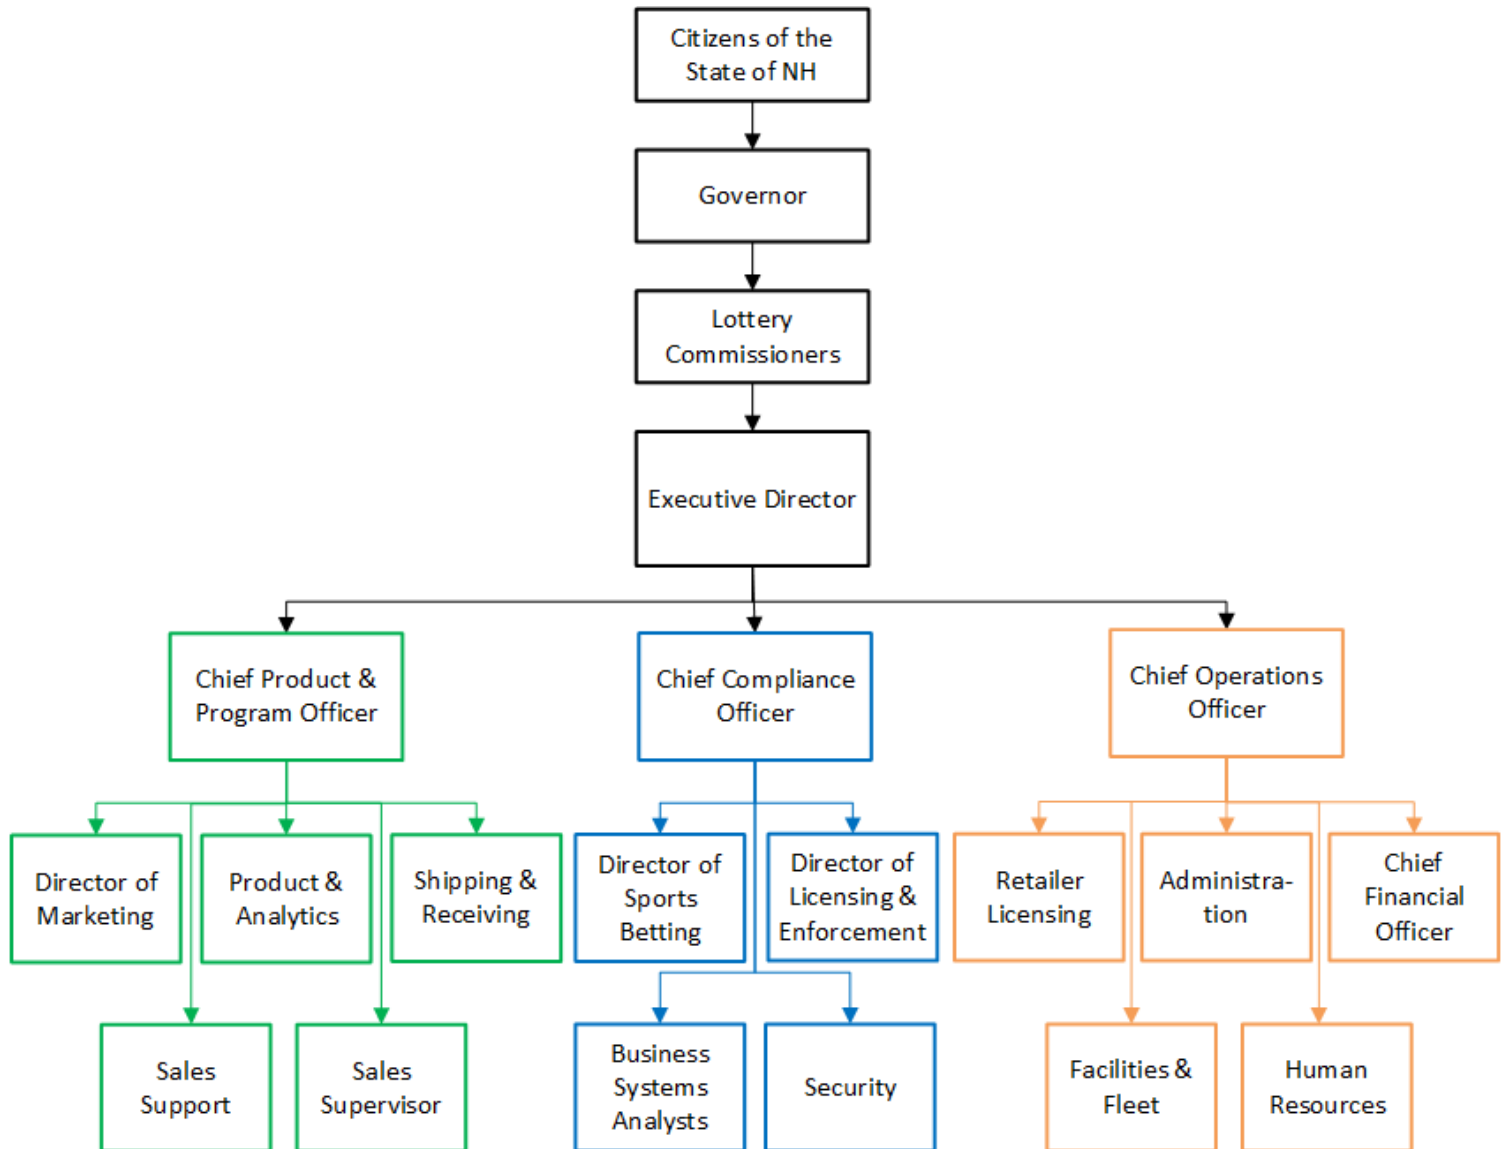 Citizens of the
State of NH
Governor
Lottery
Commissioners
Executive Director
Chief Product &
Program Officer
Chief Compliance
Officer
Chief Operations
Officer
Director of
Marketing
Product &
Analytics
Shipping &
Receiving
Director of
Sports
Betting
Director of
Licensing &
Enforcement
Retailer
Licensing
Administra-
tion
Chief
Financial
Officer
Sales
Support
Sales
Supervisor
Business
Systems
Analysts
Security
Facilities &
Fleet
Human
Resources